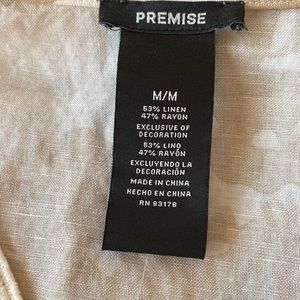 PREMISE
M/M
53% LINEN
47% RAYON
EXCLUSIVE OF
DECORATION
53% LINO
47% RAYÓN
EXCLUYENDO LA
DECORACIÓN
MADE IN CHINA
HECHO EN CHINA
RN 93178